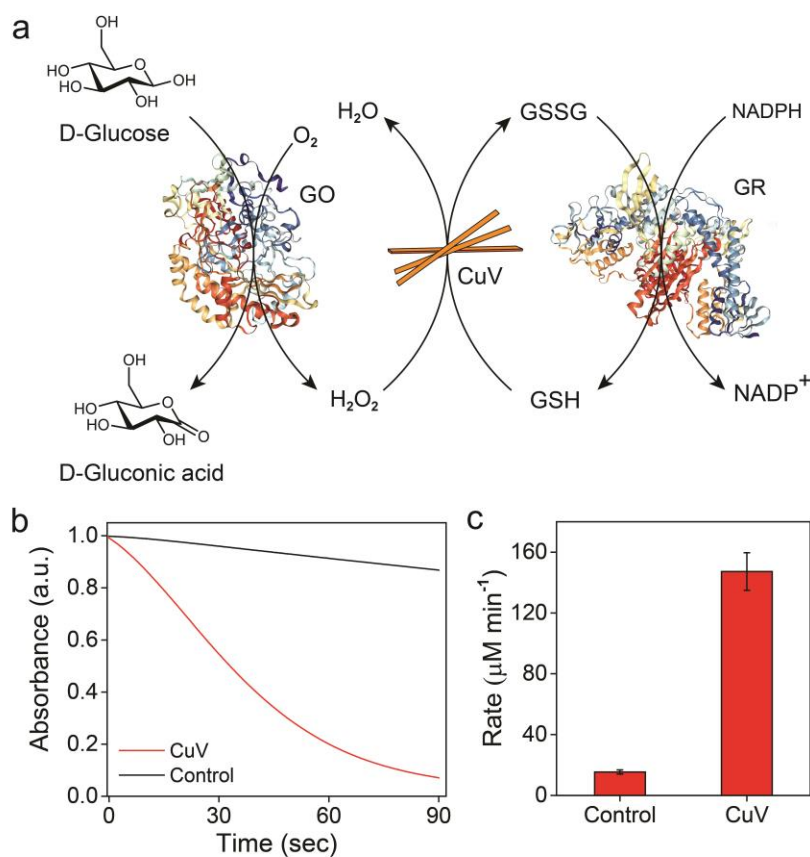 a
OH
HO
O
HO
OH
OH
D-Glucose
O₂
GO
H₂O
GSSG
NADPH
GR
CuV
OH
HO
O
HO
OH
O
D-Gluconic acid
H₂O₂
GSH
NADP⁺
b
Absorbance (a.u.)
1.0
0.8
0.6
0.4
0.2
0.0
CuV
Control
0
30
60
90
Time (sec)
c
Rate (μM min⁻¹)
160
120
80
40
0
Control
CuV